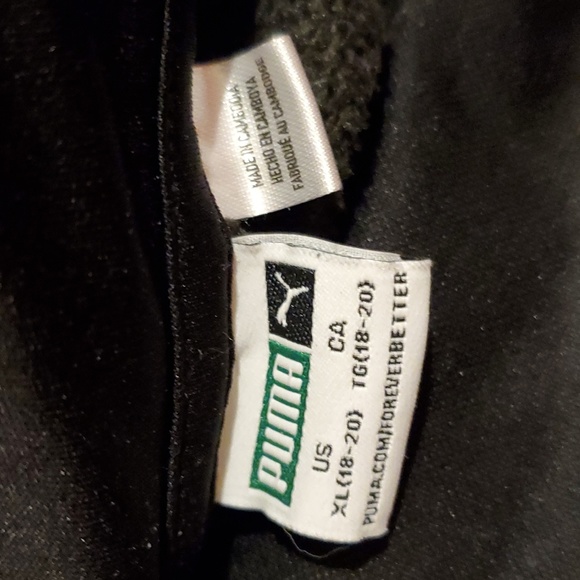 MADE IN CAMBODIA
HECHO EN CAMBOYA
FABRIQUÉ AU CAMBODGE
PUMA
US CA
XL(18-20) TG(18-20)
PUMA.COM/FOREVERBETTER